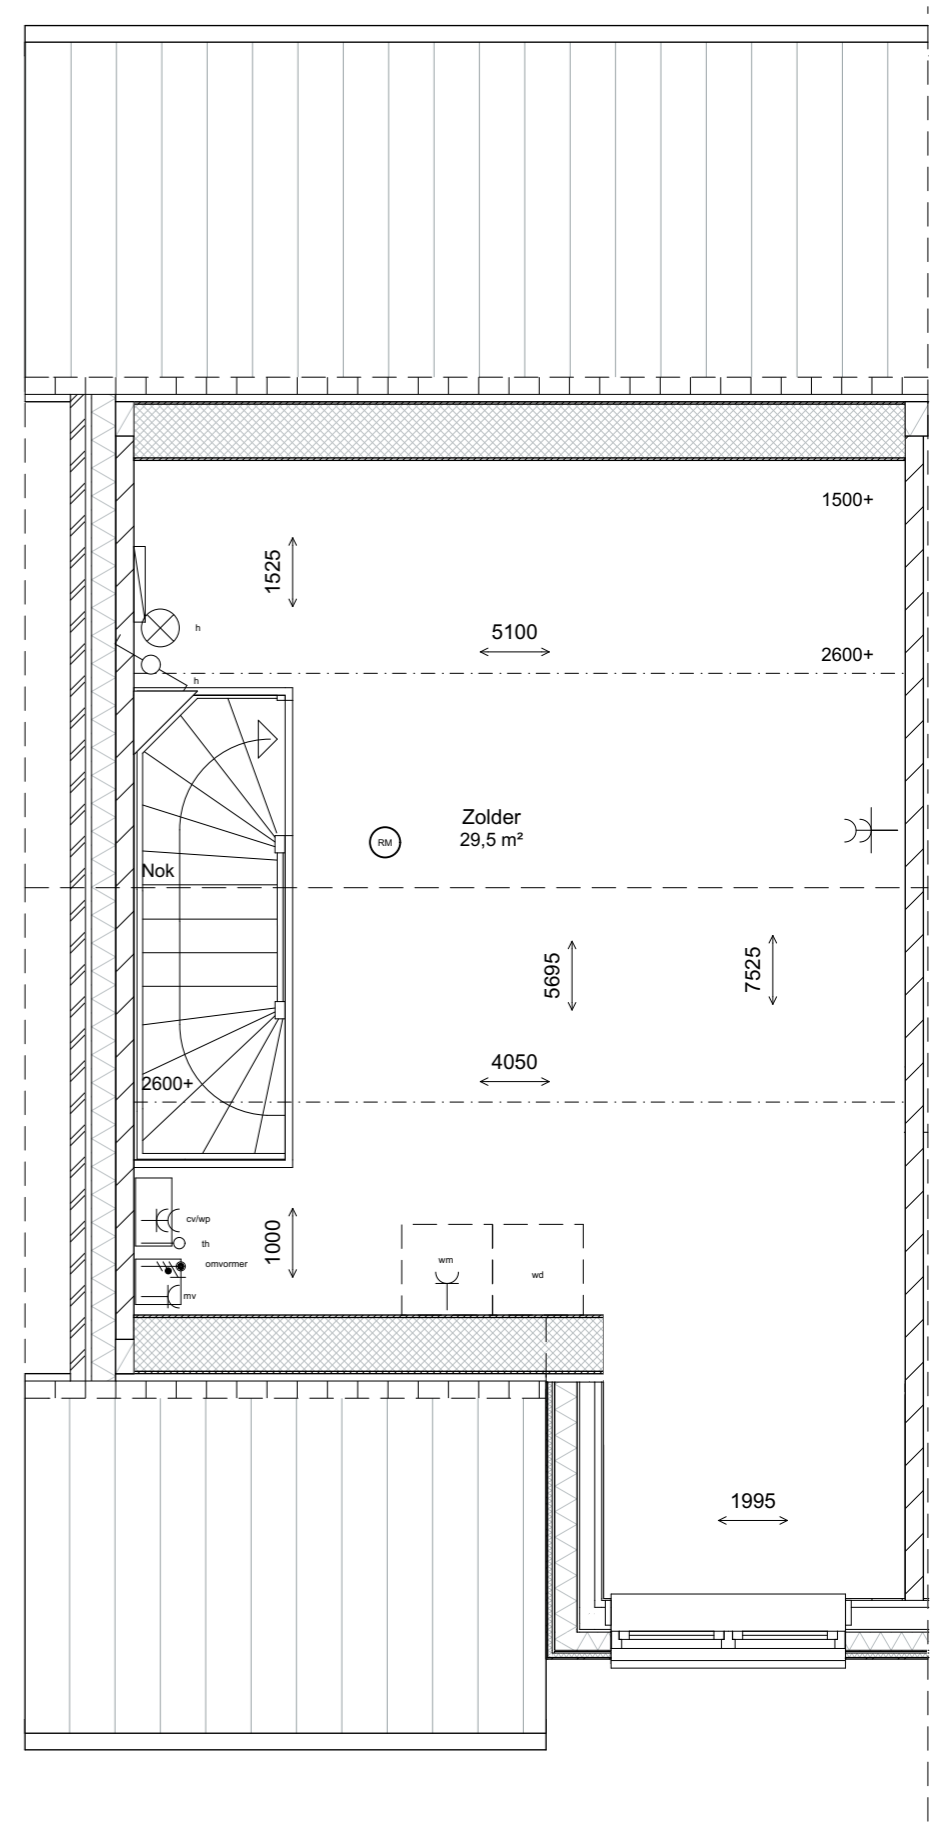 1500+
1525
h
5100
2600+
h
Zolder
29,5 m²
RM
Nok
5695
7525
4050
2600+
cv/wp
th
omvormer
mv
1000
wm
wd
1995